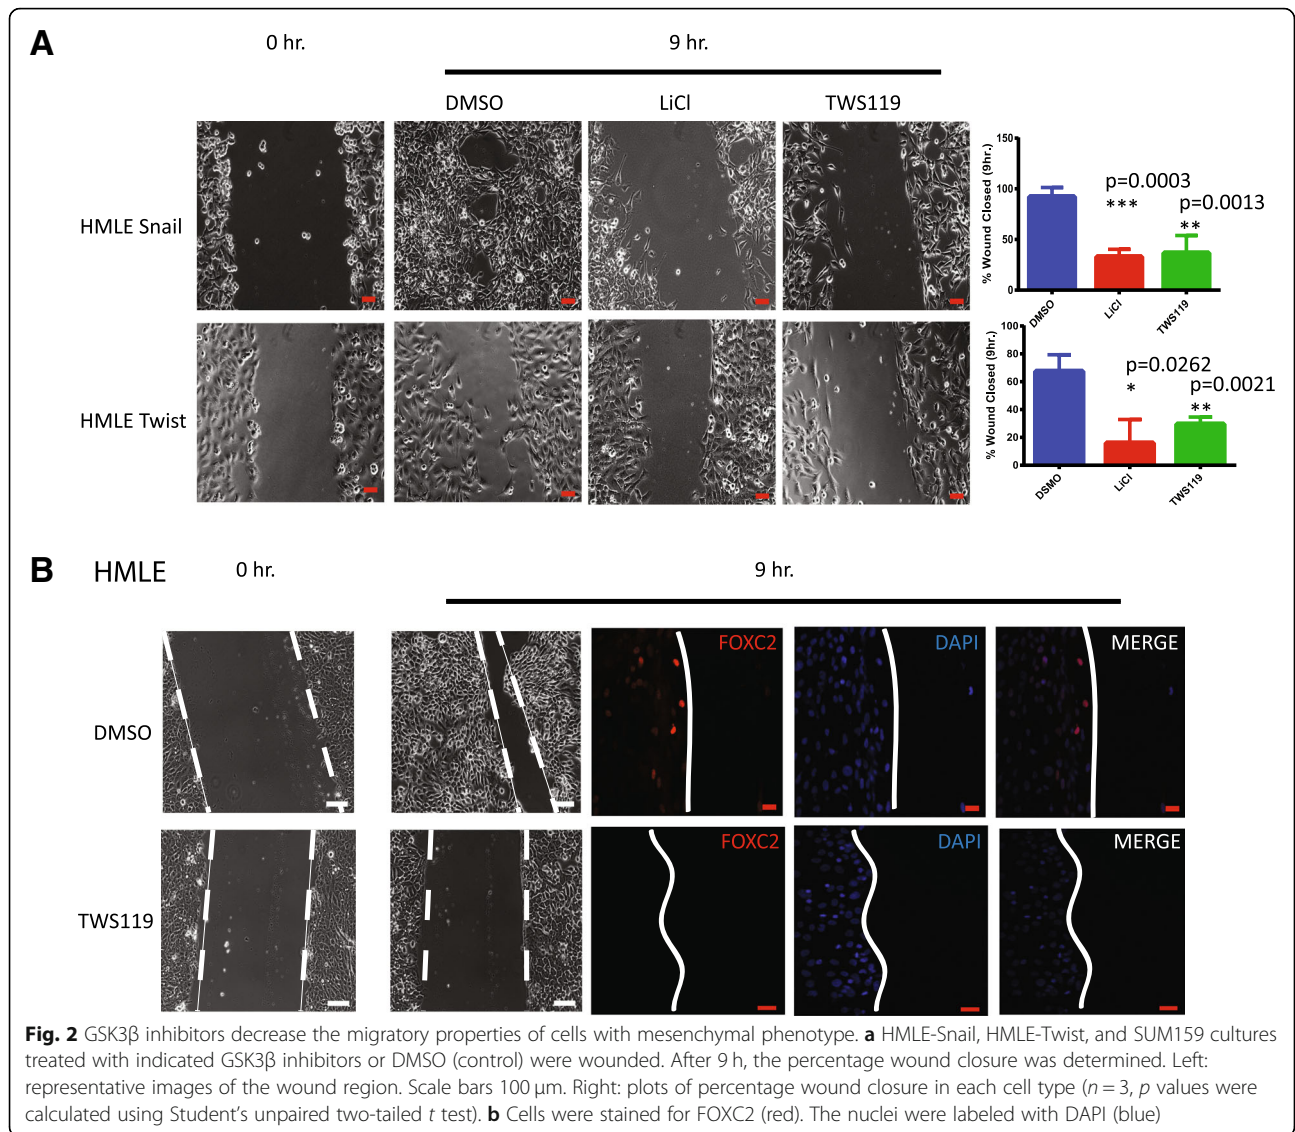 A
0 hr.
9 hr.
DMSO
LiCl
TWS119
HMLE Snail
150
100
50
0
% Wound Closed (9hr.)
p=0.0003
***
p=0.0013
**
DMSO
LiCl
TWS119
HMLE Twist
100
80
60
40
20
0
% Wound Closed (9hr.)
p=0.0262
*
p=0.0021
**
DSMO
LiCl
TWS119
B
HMLE
0 hr.
9 hr.
DMSO
FOXC2
DAPI
MERGE
TWS119
FOXC2
DAPI
MERGE
Fig. 2 GSK3β inhibitors decrease the migratory properties of cells with mesenchymal phenotype. a HMLE-Snail, HMLE-Twist, and SUM159 cultures
treated with indicated GSK3β inhibitors or DMSO (control) were wounded. After 9 h, the percentage wound closure was determined. Left:
representative images of the wound region. Scale bars 100 μm. Right: plots of percentage wound closure in each cell type (n = 3, p values were
calculated using Student's unpaired two-tailed t test). b Cells were stained for FOXC2 (red). The nuclei were labeled with DAPI (blue)